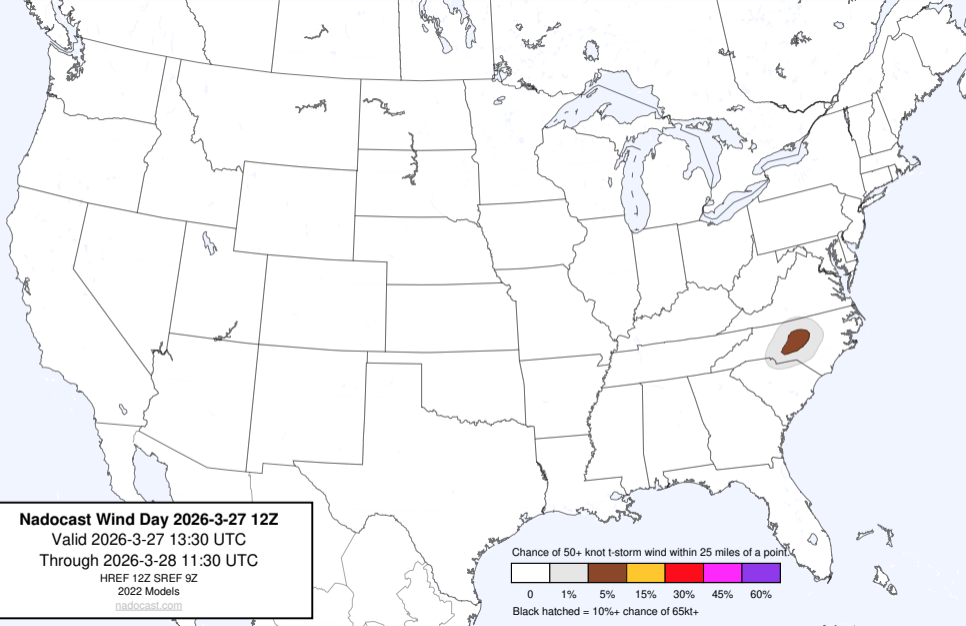 Nadocast Wind Day 2026-3-27 12Z
Valid 2026-3-27 13:30 UTC
Through 2026-3-28 11:30 UTC
HREF 12Z SREF 9Z
2022 Models
nadocast.com
Chance of 50+ knot t-storm wind within 25 miles of a point.
0 1% 5% 15% 30% 45% 60%
Black hatched = 10%+ chance of 65kt+